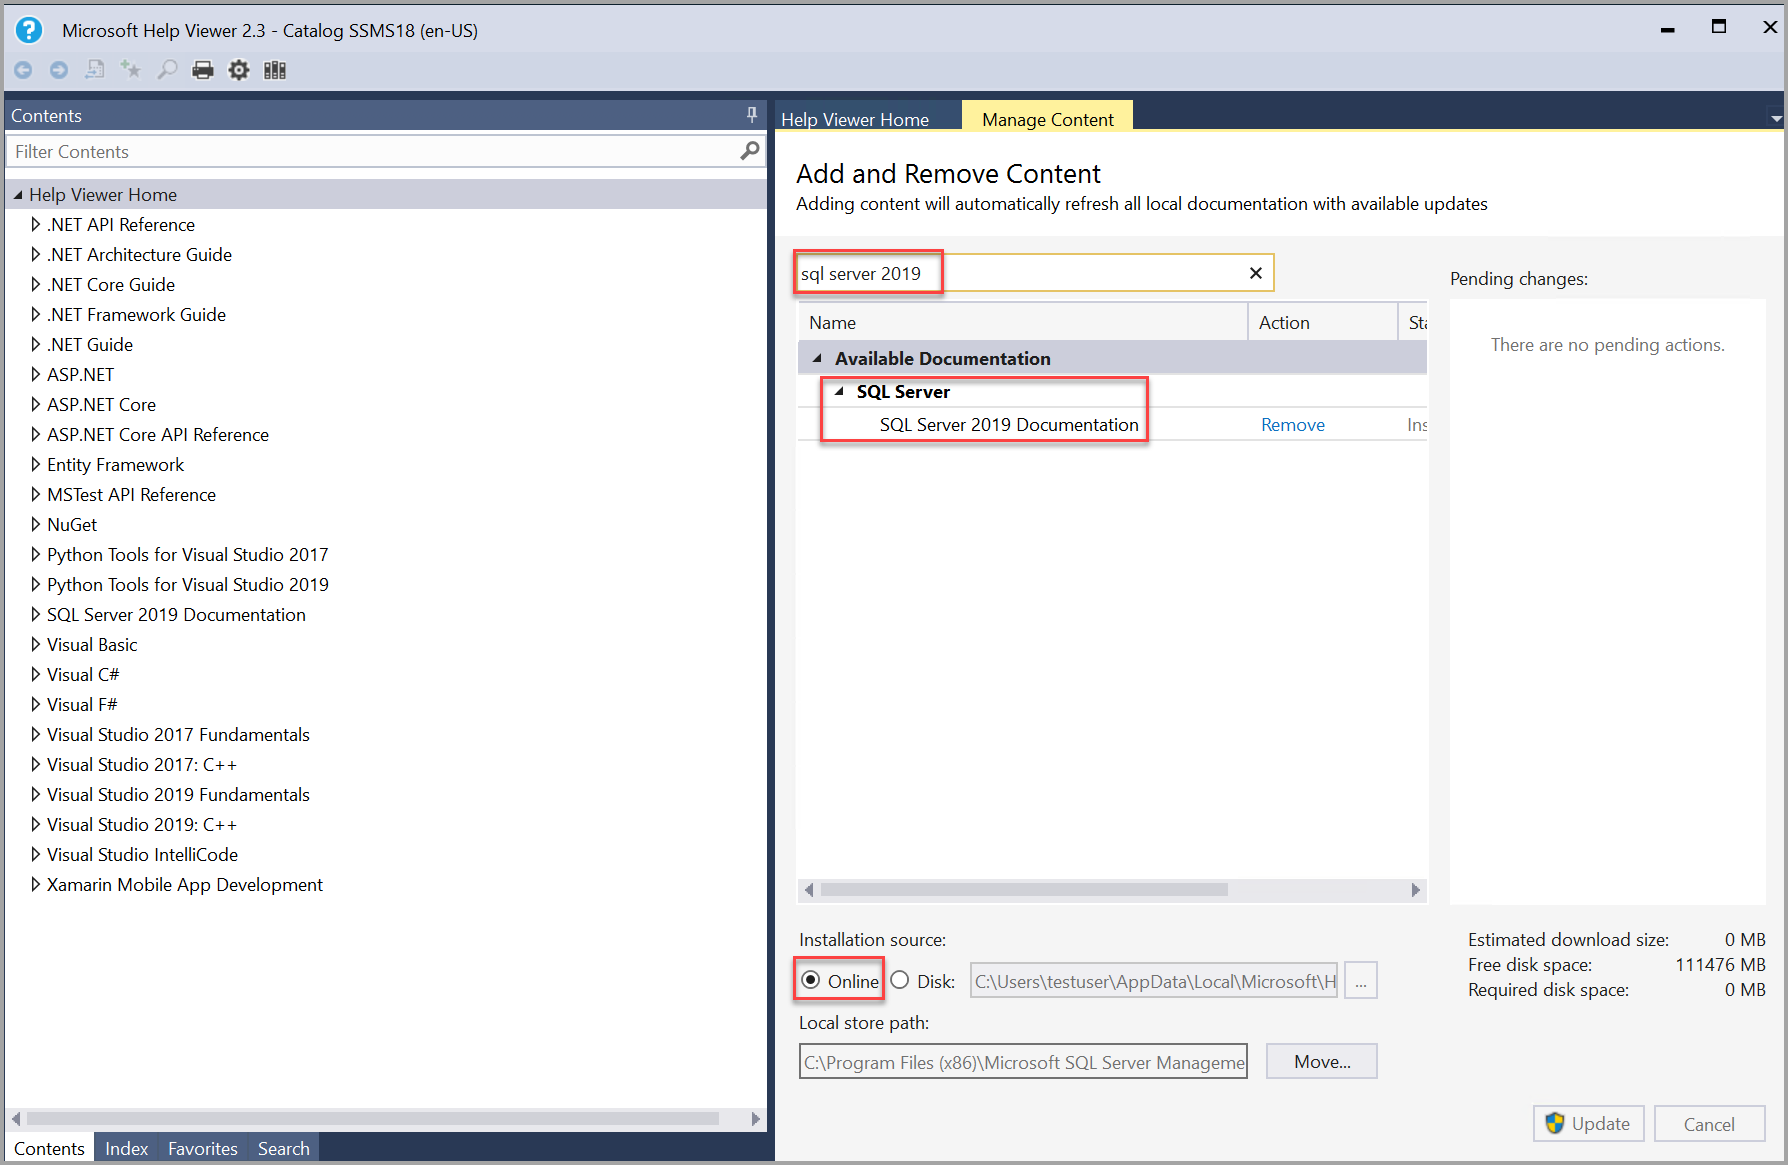 Microsoft Help Viewer 2.3 - Catalog SSMS18 (en-US)
Contents
Filter Contents
Help Viewer Home
.NET API Reference
.NET Architecture Guide
.NET Core Guide
.NET Framework Guide
.NET Guide
ASP.NET
ASP.NET Core
ASP.NET Core API Reference
Entity Framework
MSTest API Reference
NuGet
Python Tools for Visual Studio 2017
Python Tools for Visual Studio 2019
SQL Server 2019 Documentation
Visual Basic
Visual C#
Visual F#
Visual Studio 2017 Fundamentals
Visual Studio 2017: C++
Visual Studio 2019 Fundamentals
Visual Studio 2019: C++
Visual Studio IntelliCode
Xamarin Mobile App Development
Contents Index Favorites Search
Help Viewer Home Manage Content
Add and Remove Content
Adding content will automatically refresh all local documentation with available updates
sql server 2019
Name Action Sta
Available Documentation
SQL Server
SQL Server 2019 Documentation Remove Ins
Pending changes:
There are no pending actions.
Installation source:
Online Disk: C:\Users\testuser\AppData\Local\Microsoft\H ...
Local store path:
C:\Program Files (x86)\Microsoft SQL Server Manageme Move...
Estimated download size: 0 MB
Free disk space: 111476 MB
Required disk space: 0 MB
Update Cancel